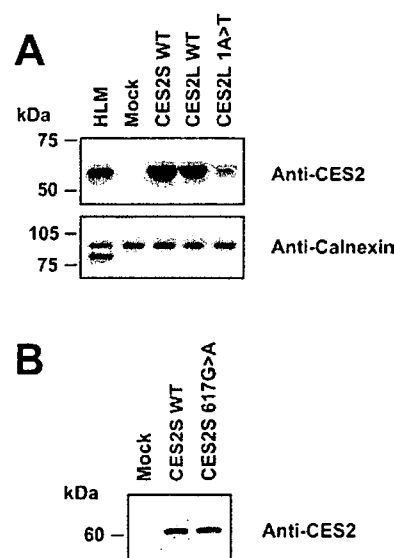 A
kDa
HLM
Mock
CES2S WT
CES2L WT
CES2L 1A>T
75
50
Anti-CES2
105
75
Anti-Calnexin
B
kDa
Mock
CES2S WT
CES2S 617G>A
60
Anti-CES2